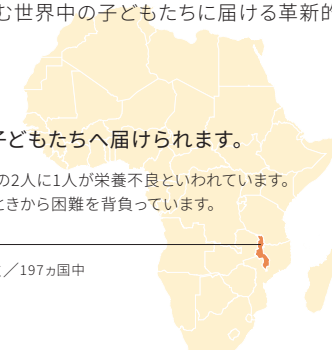 む世界中の子どもたちに届ける革新的
子どもたちへ届けられます。
の2人に1人が栄養不良といわれています。
ときから困難を背負っています。
／197ヵ国中